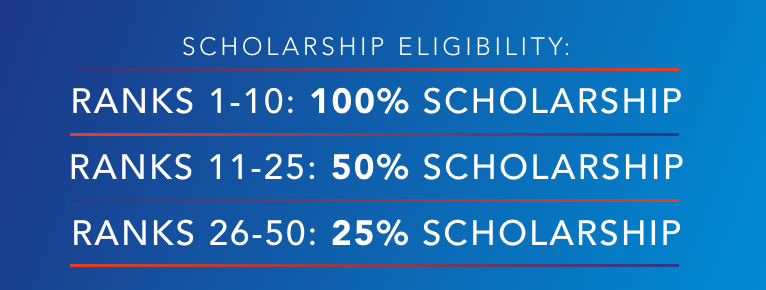 SCHOLARSHIP ELIGIBILITY:
RANKS 1-10: 100% SCHOLARSHIP
RANKS 11-25: 50% SCHOLARSHIP
RANKS 26-50: 25% SCHOLARSHIP